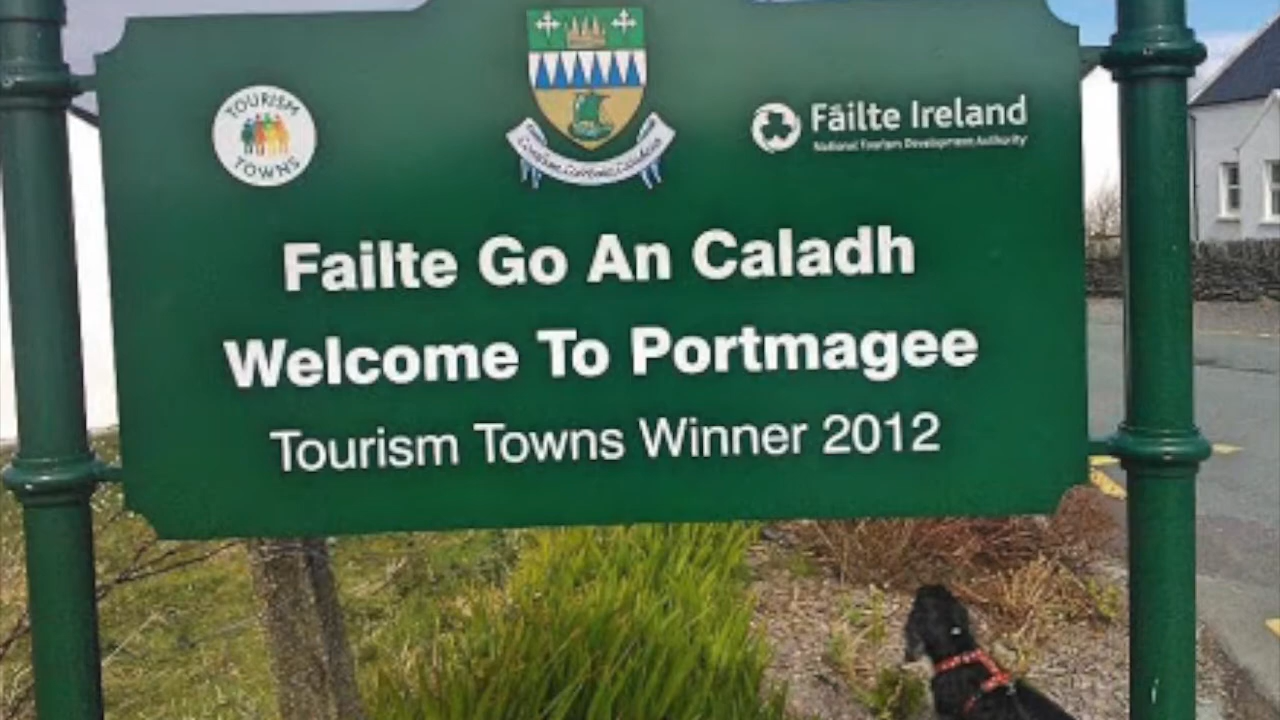 TOURISM
TOWNS
Fáilte Ireland
National Tourism Development Authority
Failte Go An Caladh
Welcome To Portmagee
Tourism Towns Winner 2012